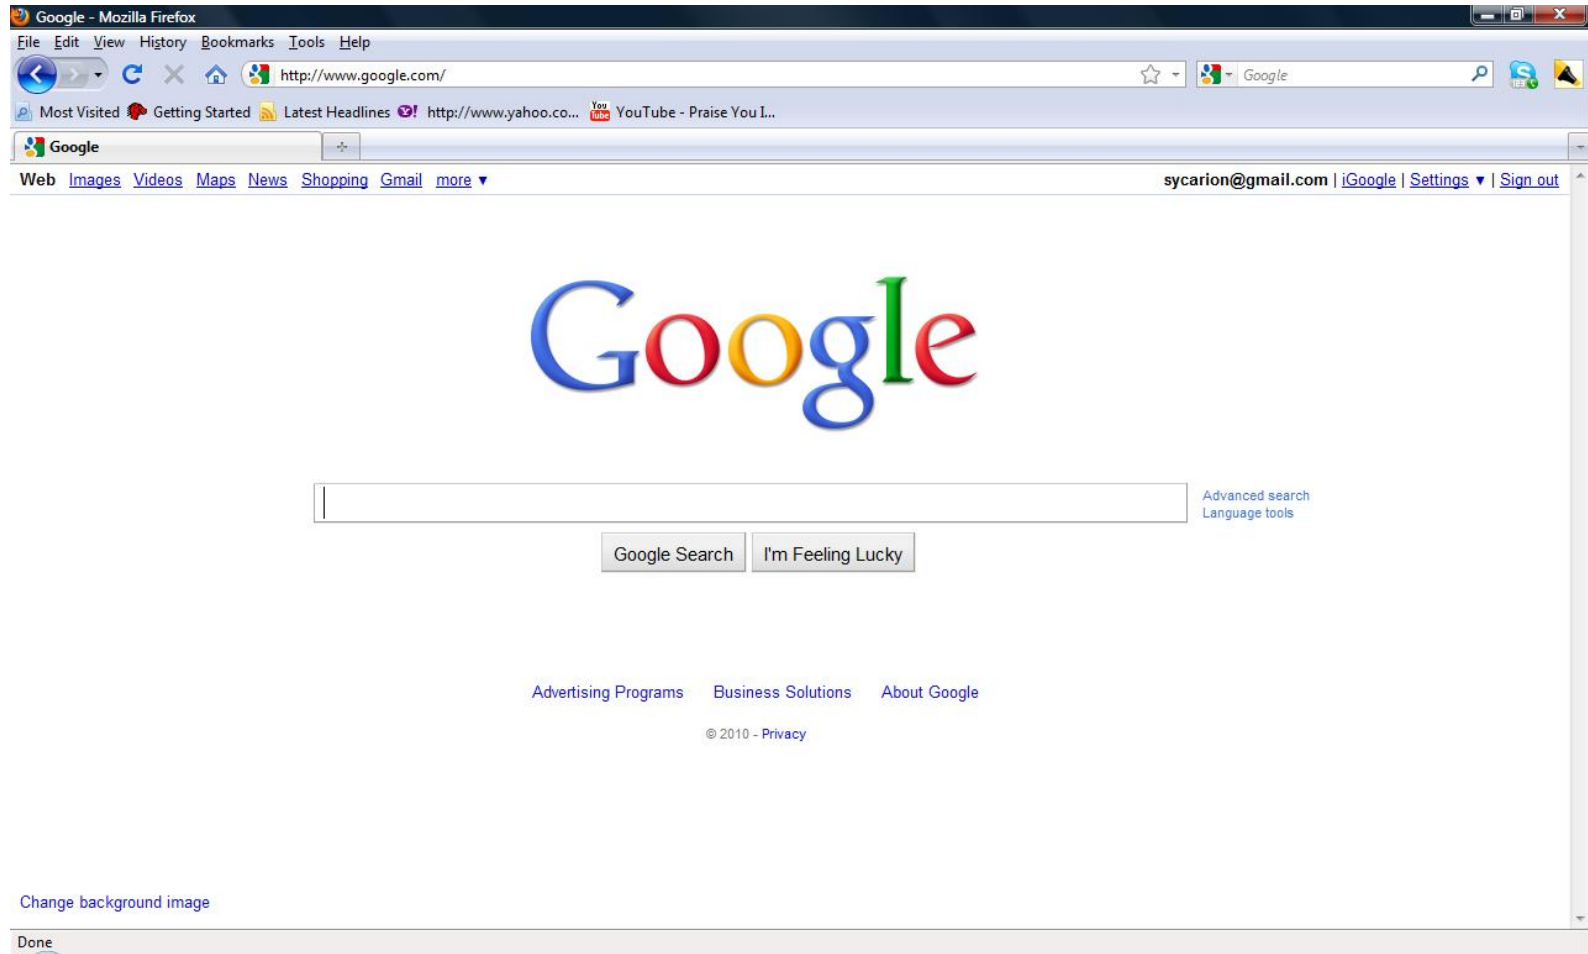 Google - Mozilla Firefox
File Edit View History Bookmarks Tools Help
http://www.google.com/ Google
Most Visited Getting Started Latest Headlines Y! http://www.yahoo.co... You Tube YouTube - Praise You I...
Google
Web Images Videos Maps News Shopping Gmail more ▼ sycarion@gmail.com | iGoogle | Settings ▼ | Sign out
Google
Advanced search
Language tools
Google Search I'm Feeling Lucky
Advertising Programs Business Solutions About Google
© 2010 - Privacy
Change background image
Done